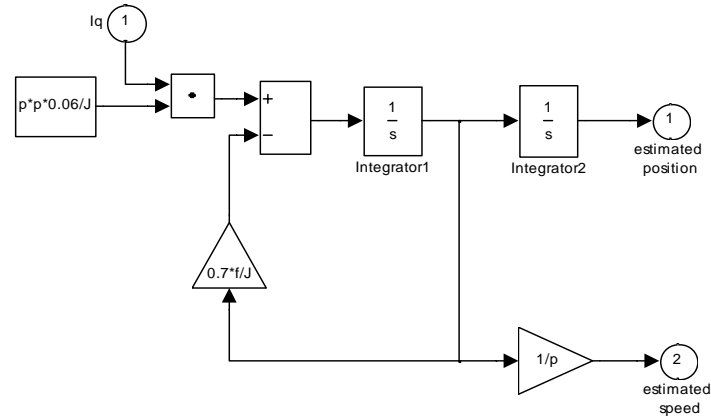 Iq
1
p*p*0.06/J
+
−
1
s
Integrator1
1
s
Integrator2
1
estimated
position
0.7*f/J
1/p
2
estimated
speed